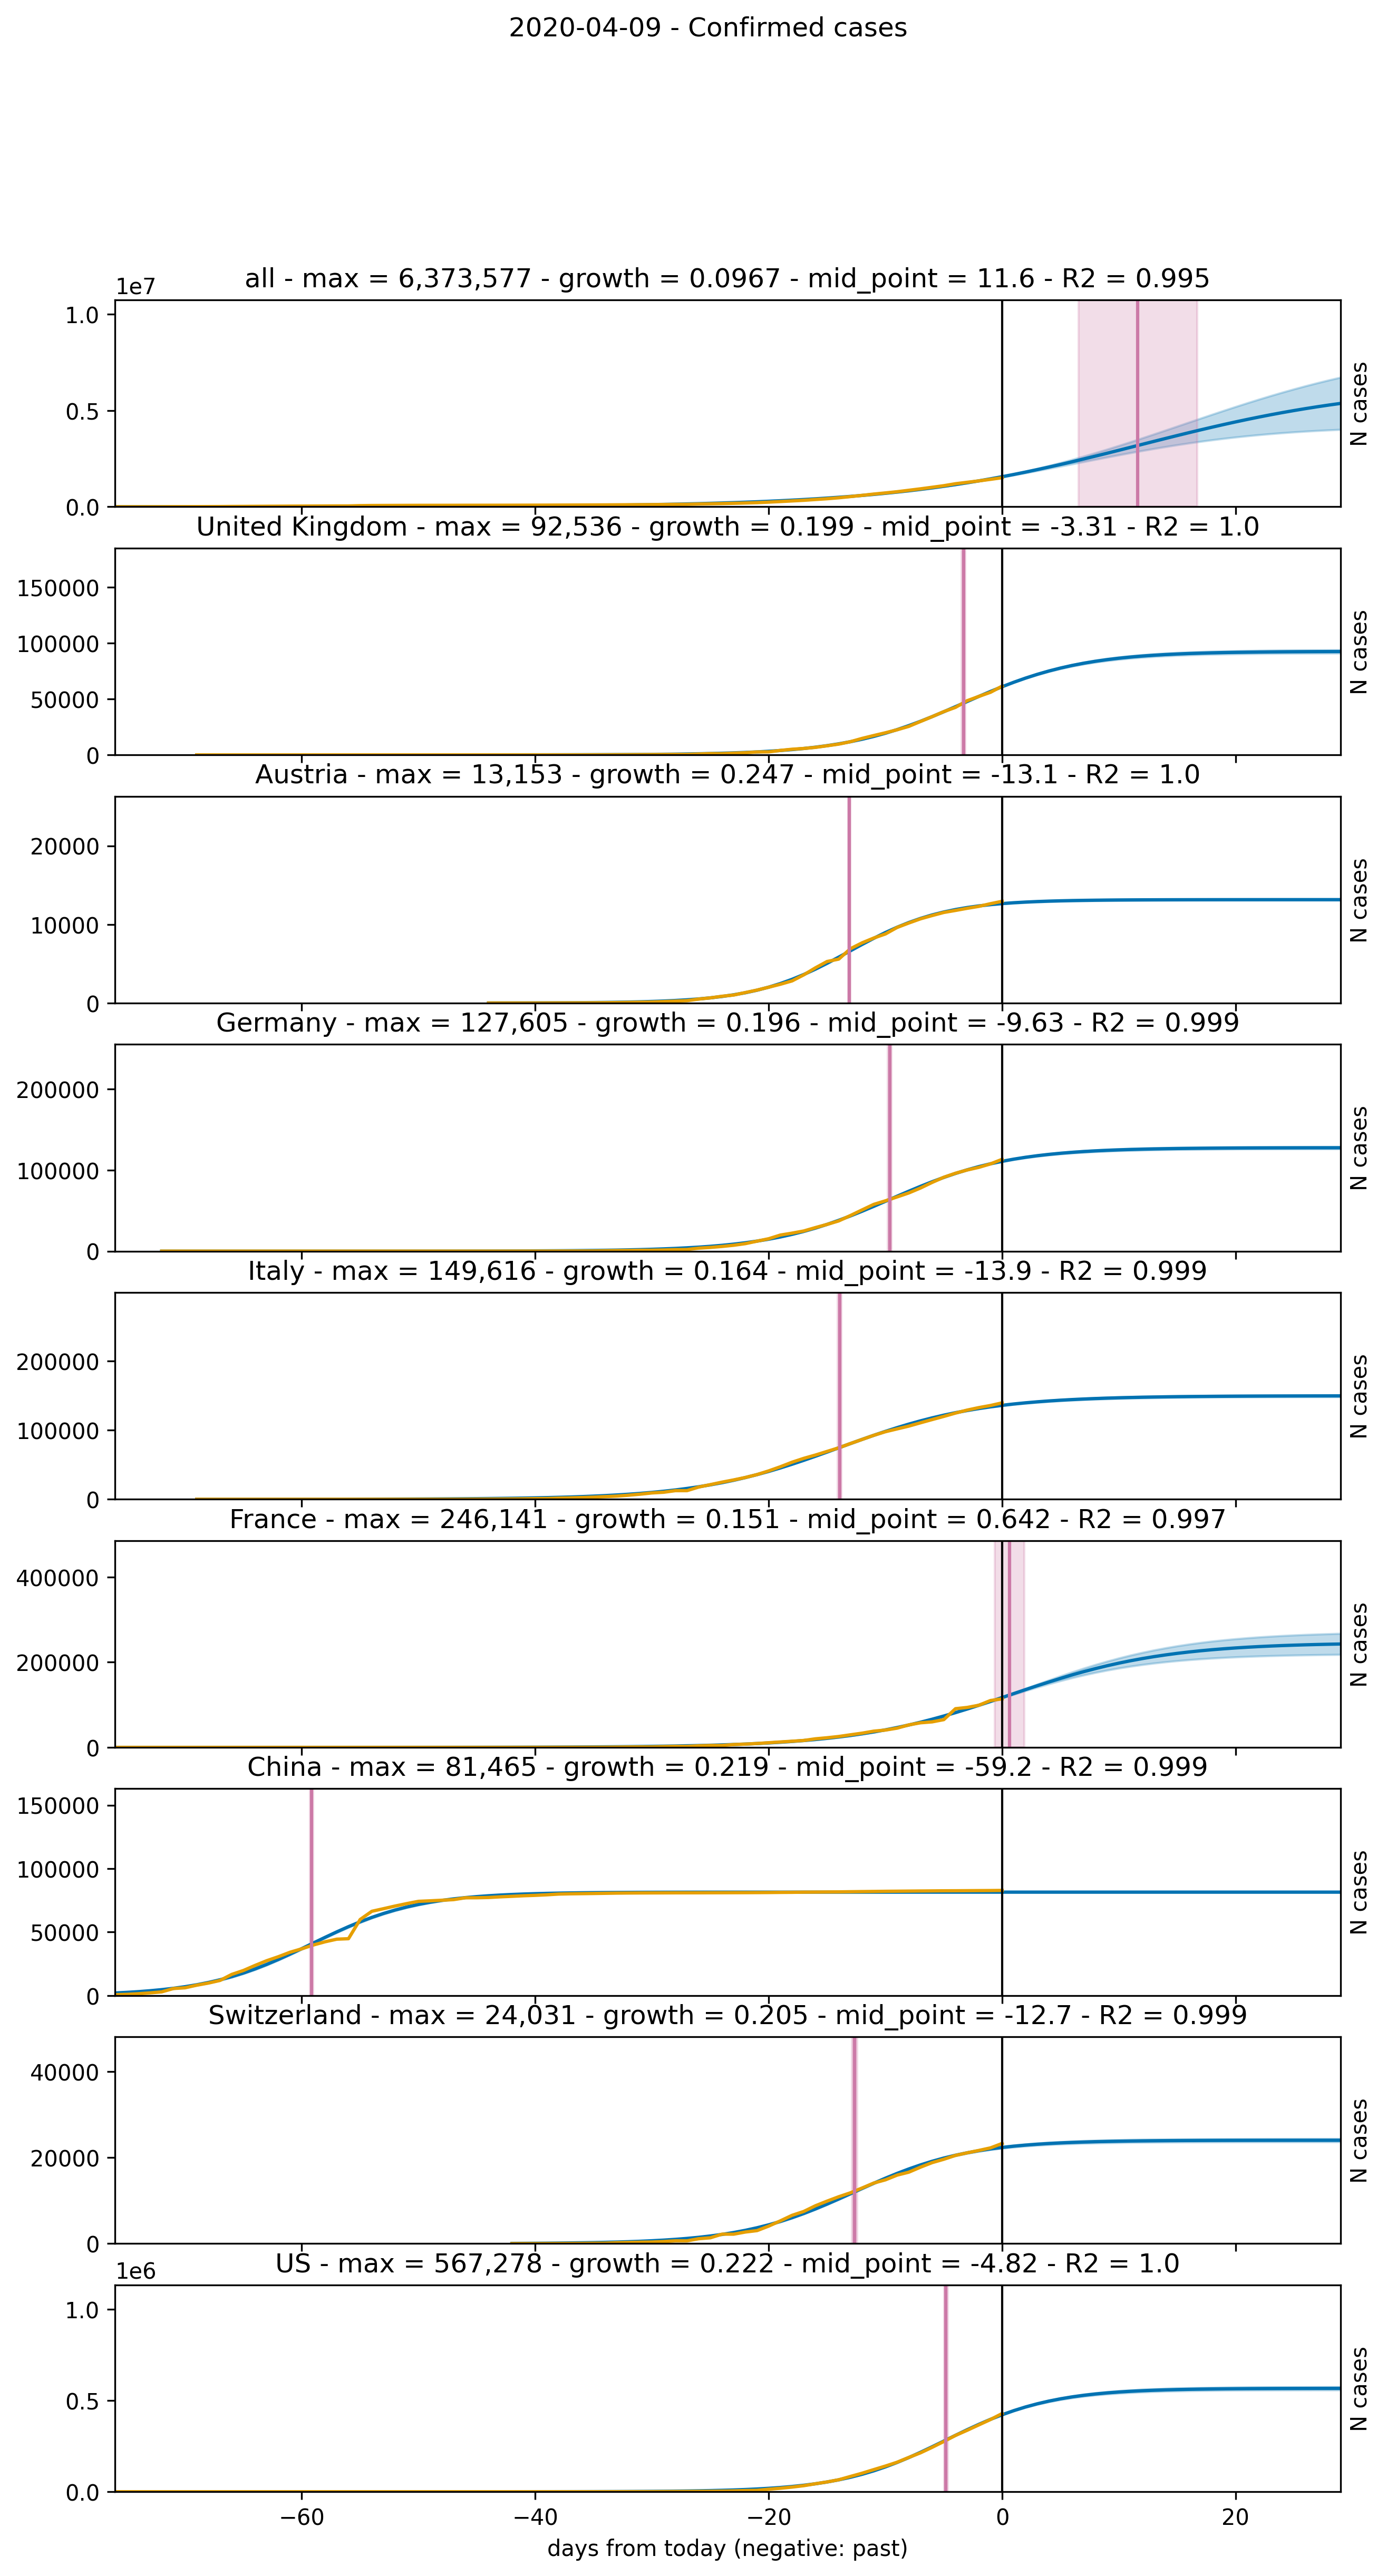 2020-04-09 - Confirmed cases
all - max = 6,373,577 - growth = 0.0967 - mid_point = 11.6 - R2 = 0.995
1e7
1.0
0.5
0.0
N cases
United Kingdom - max = 92,536 - growth = 0.199 - mid_point = -3.31 - R2 = 1.0
150000
100000
50000
0
N cases
Austria - max = 13,153 - growth = 0.247 - mid_point = -13.1 - R2 = 1.0
20000
10000
0
N cases
Germany - max = 127,605 - growth = 0.196 - mid_point = -9.63 - R2 = 0.999
200000
100000
0
N cases
Italy - max = 149,616 - growth = 0.164 - mid_point = -13.9 - R2 = 0.999
200000
100000
0
N cases
France - max = 246,141 - growth = 0.151 - mid_point = 0.642 - R2 = 0.997
400000
200000
0
N cases
China - max = 81,465 - growth = 0.219 - mid_point = -59.2 - R2 = 0.999
150000
100000
50000
0
N cases
Switzerland - max = 24,031 - growth = 0.205 - mid_point = -12.7 - R2 = 0.999
40000
20000
0
N cases
US - max = 567,278 - growth = 0.222 - mid_point = -4.82 - R2 = 1.0
1e6
1.0
0.5
0.0
N cases
−60 −40 −20 0 20
days from today (negative: past)